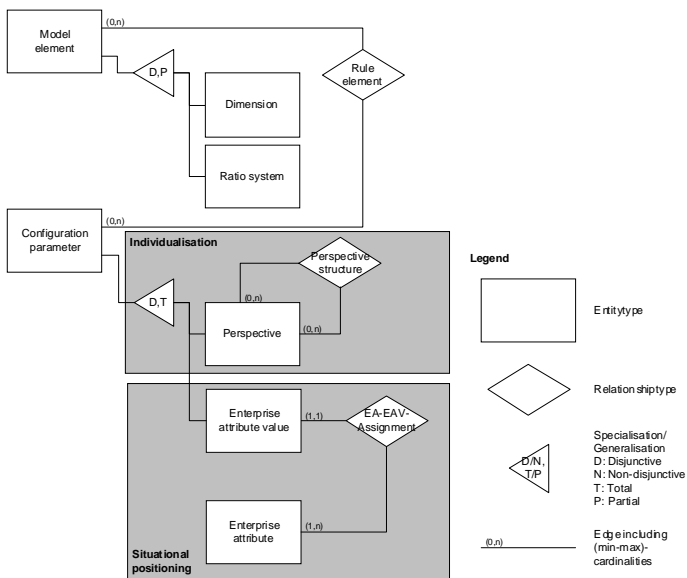 (0,n)
Model
element
D,P
Rule
element
Dimension
Ratio system
(0,n)
Configuration
parameter
Individualisation
Perspective
structure
D,T
(0,n)
Perspective
(0,n)
Enterprise
attribute value
(1,1)
EA-EAV-
Assignment
Enterprise
attribute
(1,n)
Situational
positioning
Legend
Entitytype
Relationshiptype
D/N,
T/P
Specialisation/
Generalisation
D: Disjunctive
N: Non-disjunctive
T: Total
P: Partial
(0,n)
Edge including
(min-max)-
cardinalities